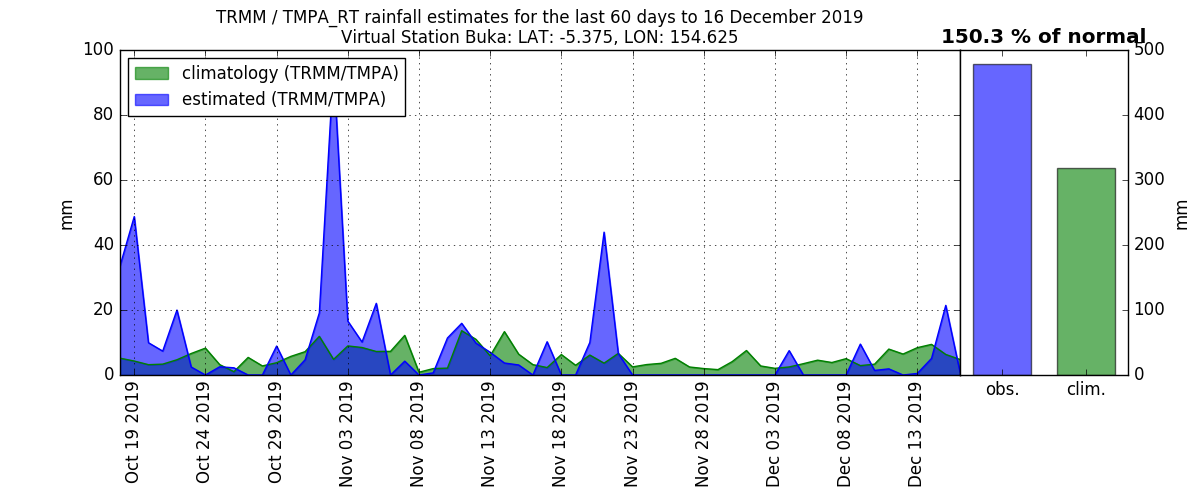 TRMM / TMPA_RT rainfall estimates for the last 60 days to 16 December 2019
Virtual Station Buka: LAT: -5.375, LON: 154.625
150.3 % of normal
climatology (TRMM/TMPA)
estimated (TRMM/TMPA)
100
80
60
40
20
0
mm
Oct 19 2019
Oct 24 2019
Oct 29 2019
Nov 03 2019
Nov 08 2019
Nov 13 2019
Nov 18 2019
Nov 23 2019
Nov 28 2019
Dec 03 2019
Dec 08 2019
Dec 13 2019
500
400
300
200
100
0
mm
obs.
clim.